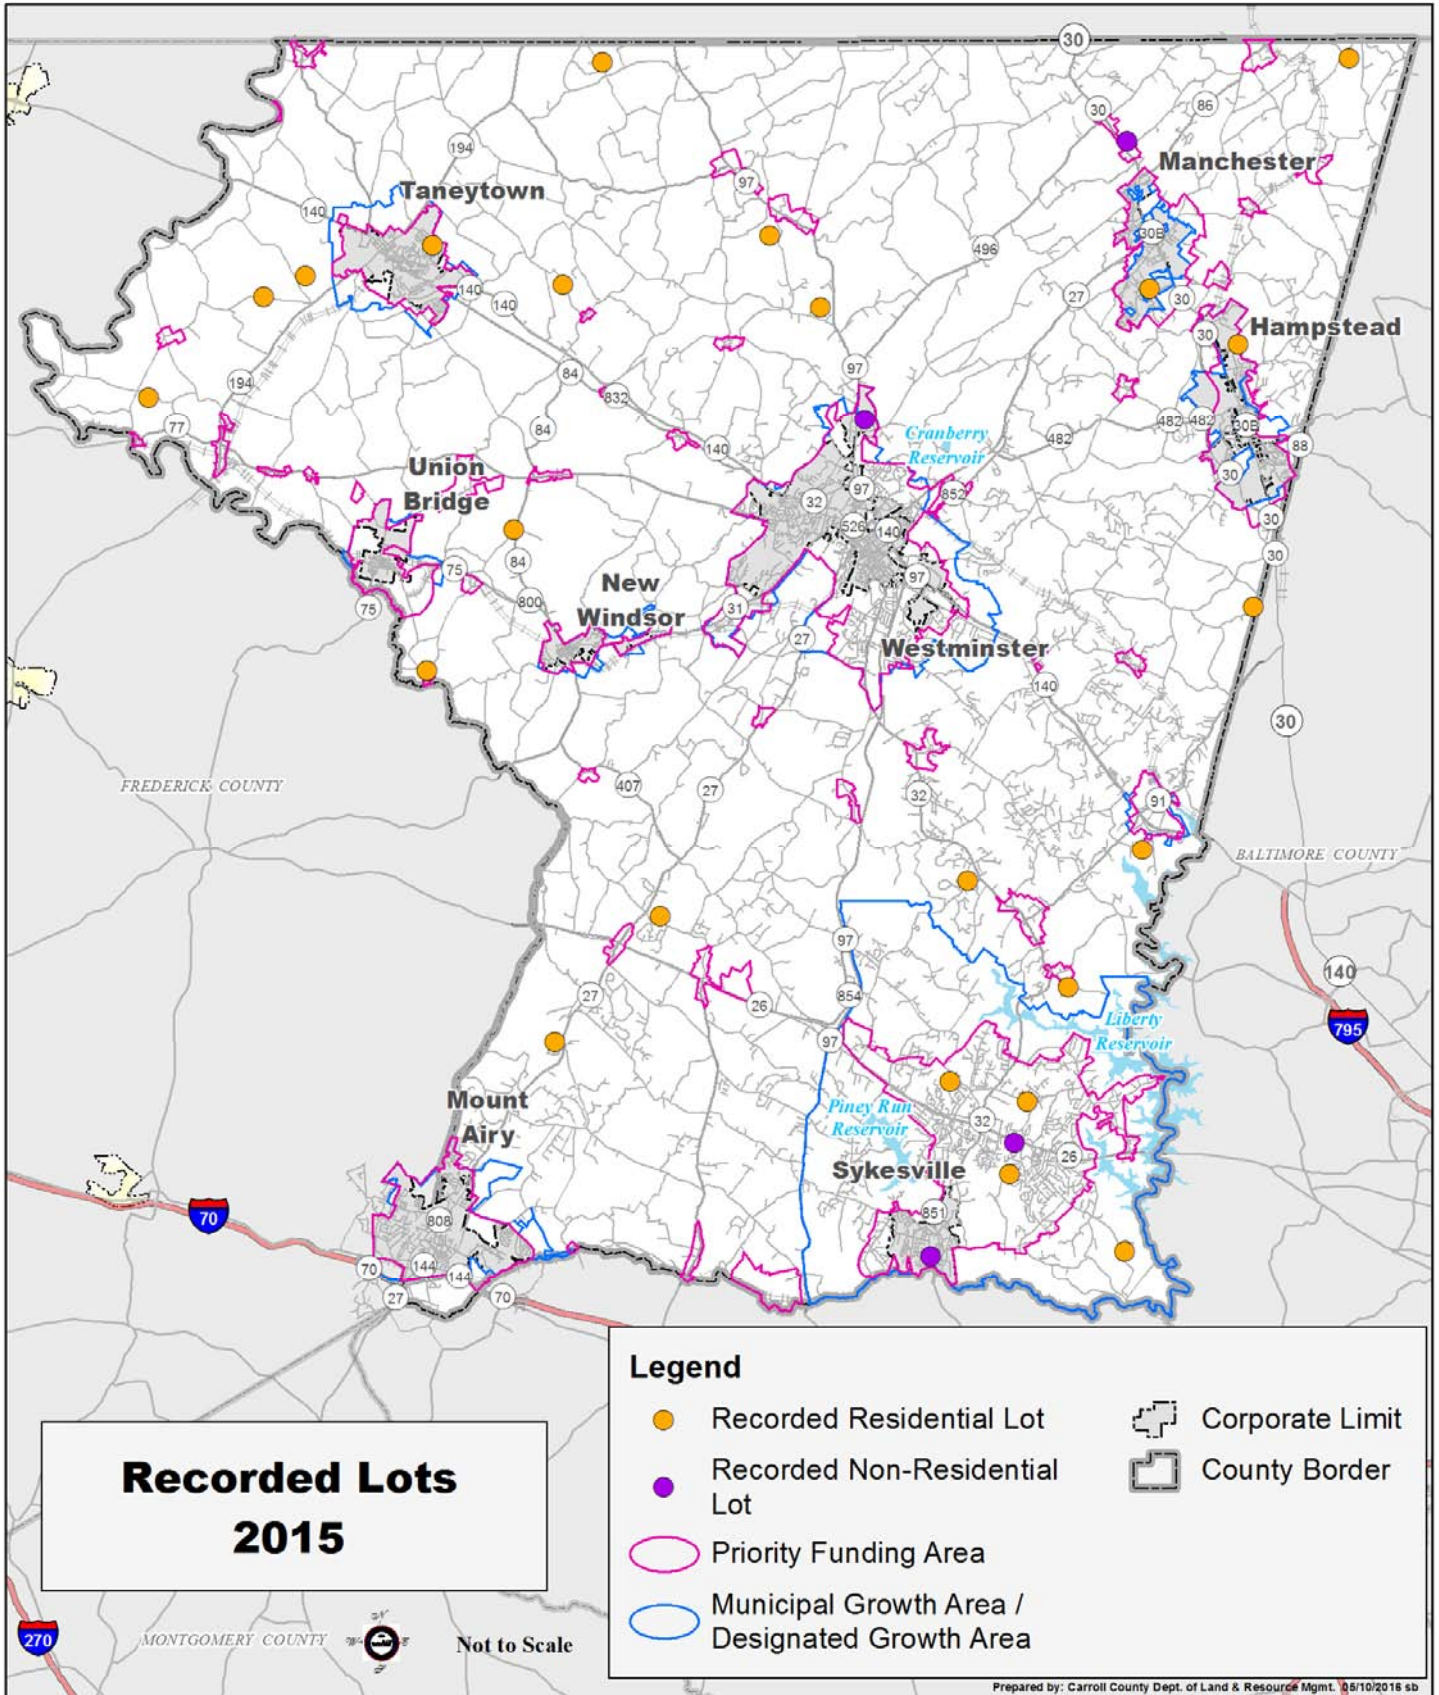 30
30
86
Manchester
194
97
Taneytown
140
30B
496
140
140
27
30
30
Hampstead
84
97
194
832
84
77
482
482
482
30B
88
140
Cranberry
Reservoir
Union
Bridge
30
97
852
32
526
140
30
30
84
75
97
New
Windsor
800
75
31
27
Westminster
140
30
FREDERICK COUNTY
407
27
32
91
BALTIMORE COUNTY
97
140
27
26
854
Liberty
Reservoir
795
97
Mount
Airy
Piney Run
Reservoir
32
26
Sykesville
70
808
851
70
144
144
27
70
Legend
Recorded Residential Lot
Corporate Limit
Recorded Non-Residential
Lot
County Border
Priority Funding Area
Municipal Growth Area /
Designated Growth Area
Recorded Lots
2015
270
MONTGOMERY COUNTY
N
W
E
S
Not to Scale
Prepared by: Carroll County Dept. of Land & Resource Mgmt. 05/10/2016 sb